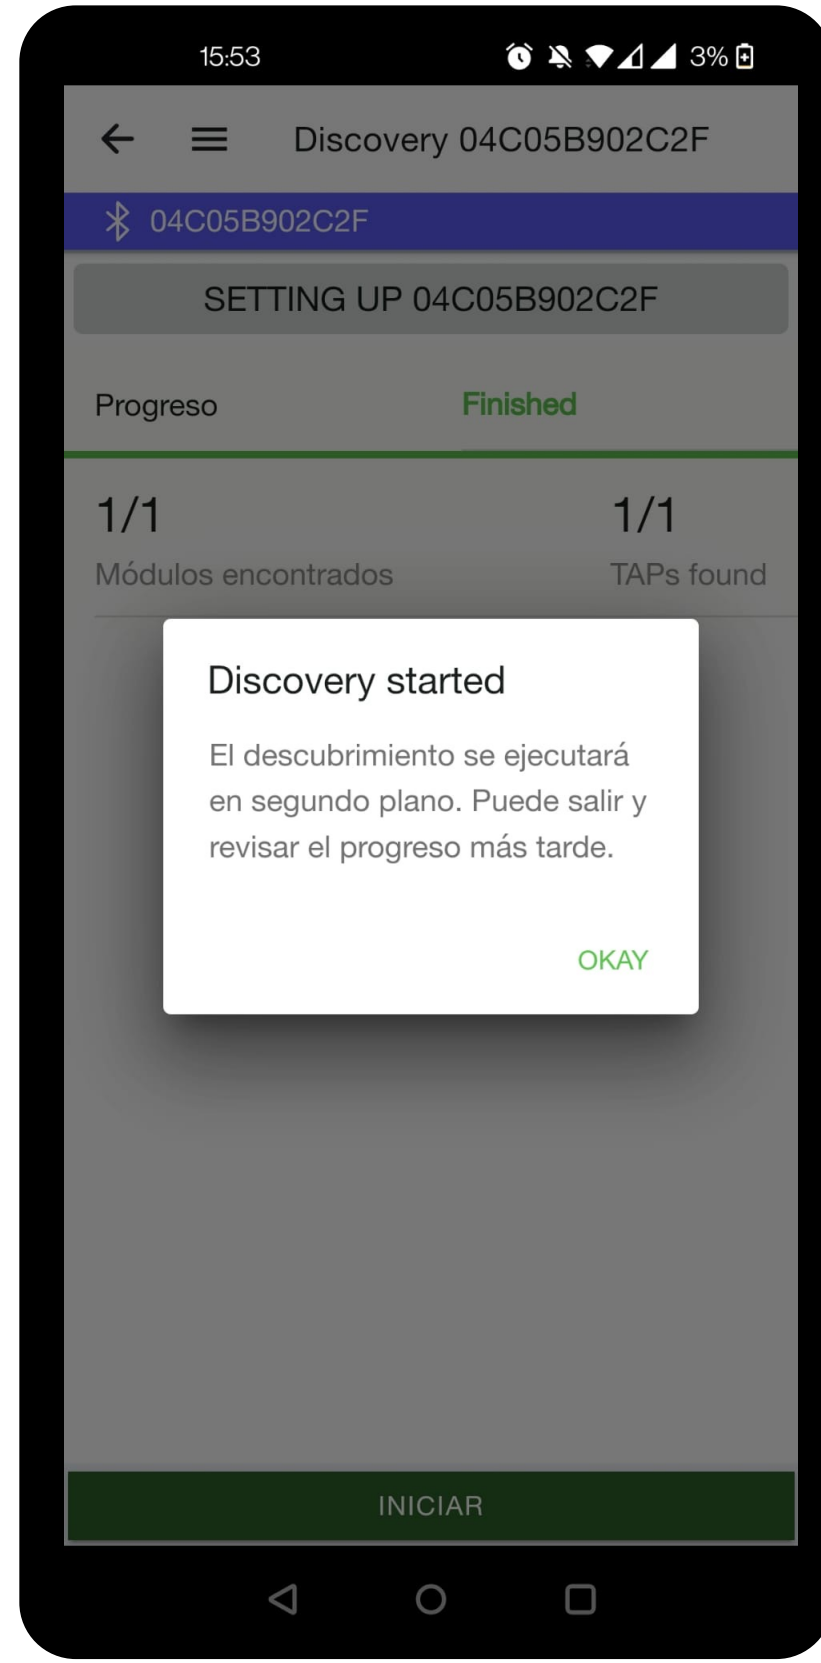 15:53 3%
Discovery 04C05B902C2F
04C05B902C2F
SETTING UP 04C05B902C2F
Progreso Finished
1/1 1/1
Módulos encontrados TAPs found
Discovery started
El descubrimiento se ejecutará
en segundo plano. Puede salir y
revisar el progreso más tarde.
OKAY
INICIAR